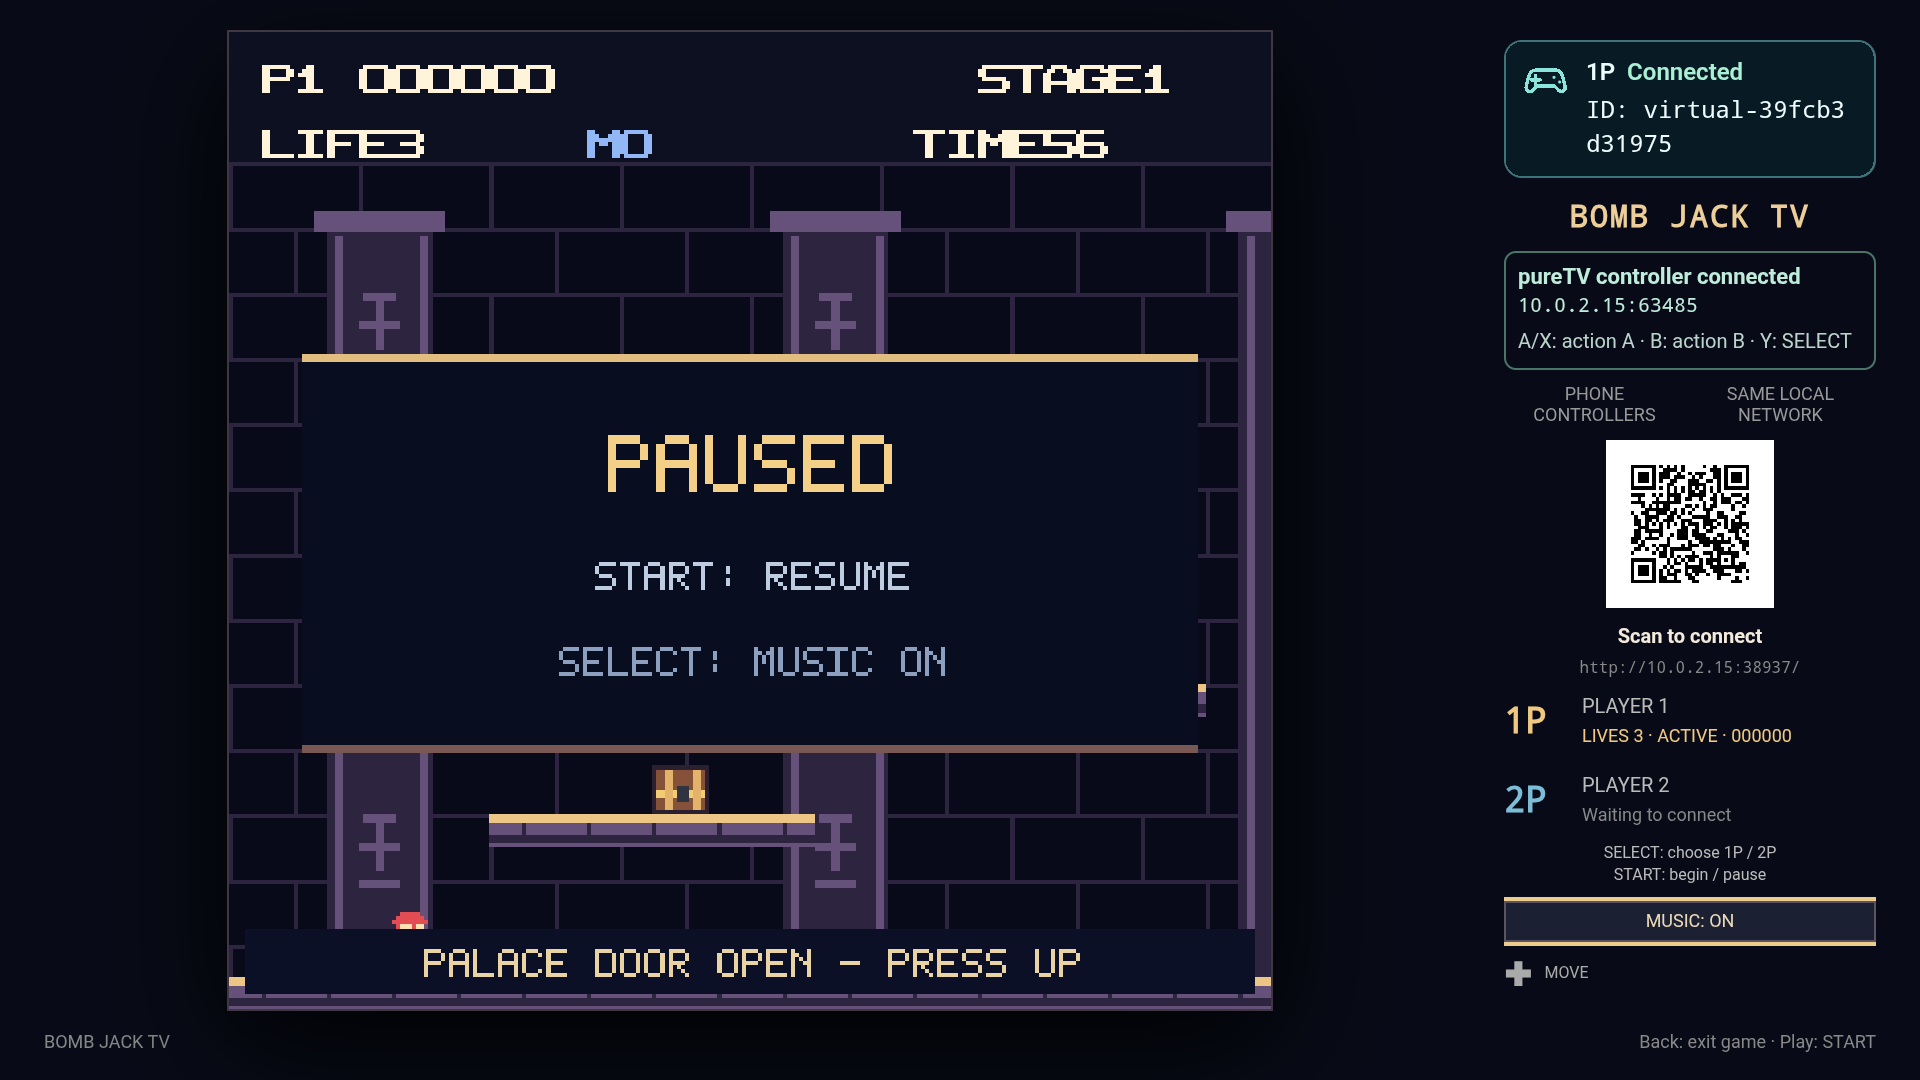 P1 000000
STAGE1
LIFE3
M0
TIME56
PAUSED
START: RESUME
SELECT: MUSIC ON
PALACE DOOR OPEN - PRESS UP
BOMB JACK TV
1P Connected
ID: virtual-39fcb3
d31975
BOMB JACK TV
pureTV controller connected
10.0.2.15:63485
A/X: action A · B: action B · Y: SELECT
PHONE
CONTROLLERS
SAME LOCAL
NETWORK
Scan to connect
http://10.0.2.15:38937/
1P
PLAYER 1
LIVES 3 · ACTIVE · 000000
2P
PLAYER 2
Waiting to connect
SELECT: choose 1P / 2P
START: begin / pause
MUSIC: ON
MOVE
Back: exit game · Play: START